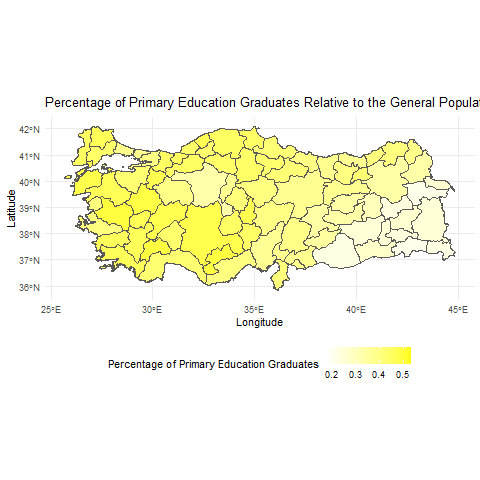 Percentage of Primary Education Graduates Relative to the General Populat
42°N
41°N
40°N
39°N
38°N
37°N
36°N
Latitude
25°E 30°E 35°E 40°E 45°E
Longitude
Percentage of Primary Education Graduates
0.2 0.3 0.4 0.5